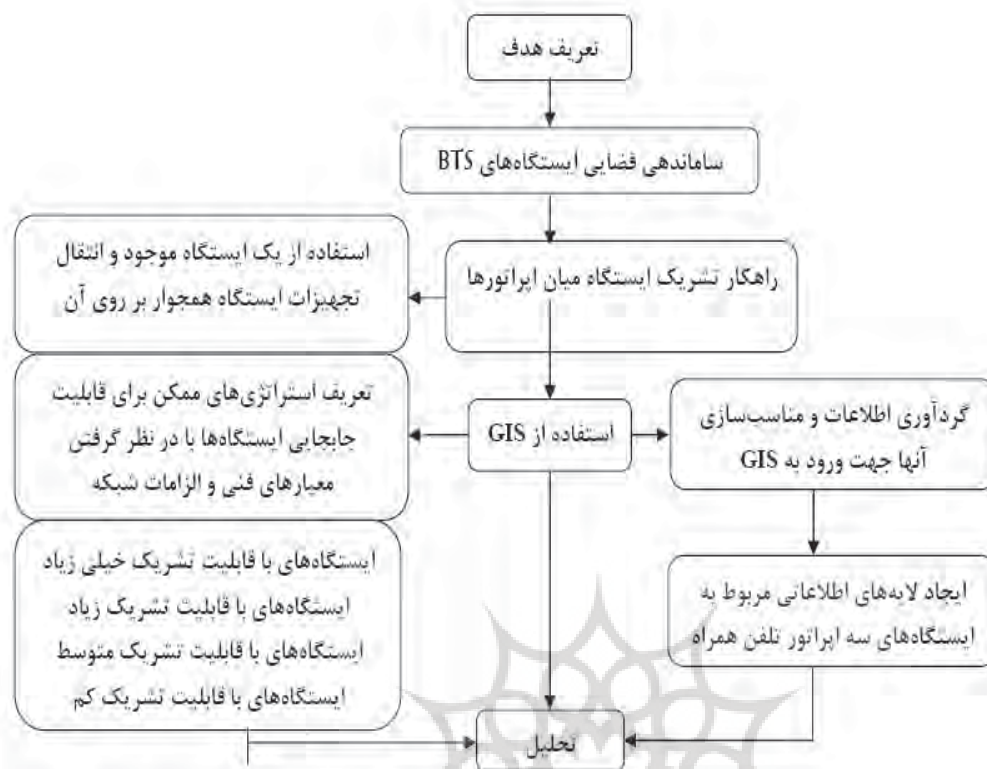 تعریف هدف
ساماندهی فضایی ایستگاه‌های BTS
راهکار تشریک ایستگاه میان اپراتورها
استفاده از یک ایستگاه موجود و انتقال
تجهیزات ایستگاه همجوار بر روی آن
استفاده از GIS
تعریف استراتژی‌های ممکن برای قابلیت
جابجایی ایستگاه‌ها با در نظر گرفتن
معیارهای فنی و الزامات شبکه
گردآوری اطلاعات و مناسب‌سازی
آنها جهت ورود به GIS
ایجاد لایه‌های اطلاعاتی مربوط به
ایستگاه‌های سه اپراتور تلفن همراه
ایستگاه‌های با قابلیت تشریک خیلی زیاد
ایستگاه‌های با قابلیت تشریک زیاد
ایستگاه‌های با قابلیت تشریک متوسط
ایستگاه‌های با قابلیت تشریک کم
تحلیل